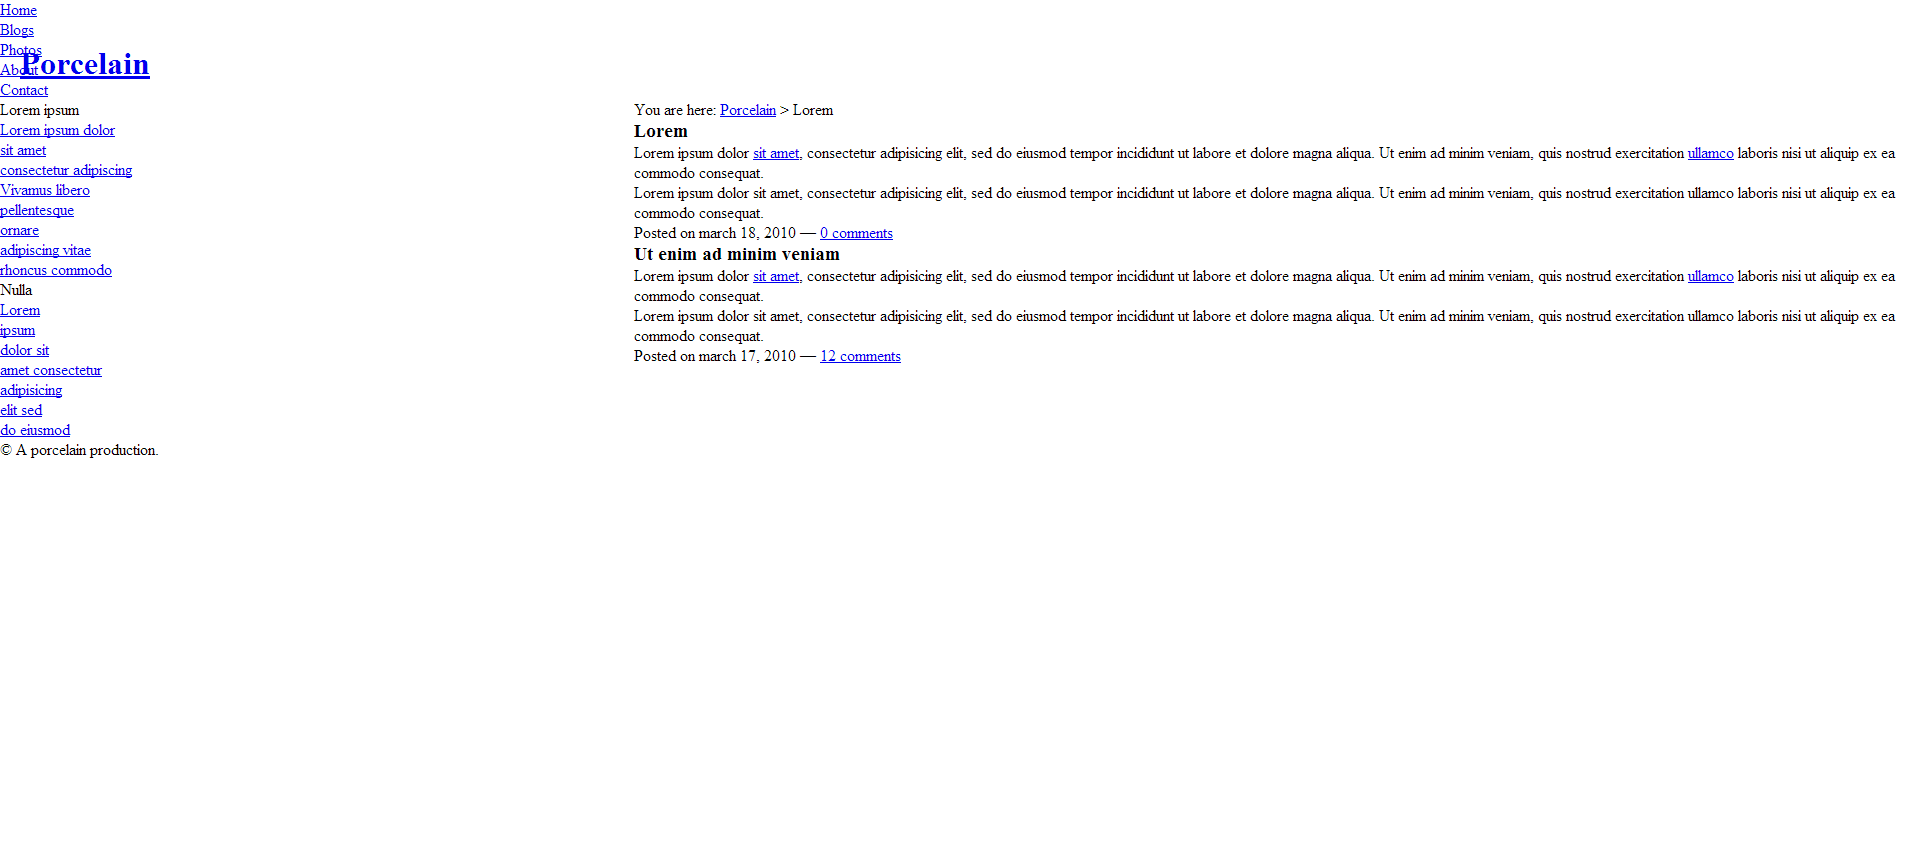 Home
Blogs
Photos
About
Contact
Porcelain
Lorem ipsum
Lorem ipsum dolor
sit amet
consectetur adipiscing
Vivamus libero
pellentesque
ornare
adipiscing vitae
rhoncus commodo
Nulla
Lorem
ipsum
dolor sit
amet consectetur
adipisicing
elit sed
do eiusmod
You are here: Porcelain > Lorem
Lorem
Lorem ipsum dolor sit amet, consectetur adipisicing elit, sed do eiusmod tempor incididunt ut labore et dolore magna aliqua. Ut enim ad minim veniam, quis nostrud exercitation ullamco laboris nisi ut aliquip ex ea
commodo consequat.
Lorem ipsum dolor sit amet, consectetur adipisicing elit, sed do eiusmod tempor incididunt ut labore et dolore magna aliqua. Ut enim ad minim veniam, quis nostrud exercitation ullamco laboris nisi ut aliquip ex ea
commodo consequat.
Posted on march 18, 2010 — 0 comments
Ut enim ad minim veniam
Lorem ipsum dolor sit amet, consectetur adipisicing elit, sed do eiusmod tempor incididunt ut labore et dolore magna aliqua. Ut enim ad minim veniam, quis nostrud exercitation ullamco laboris nisi ut aliquip ex ea
commodo consequat.
Lorem ipsum dolor sit amet, consectetur adipisicing elit, sed do eiusmod tempor incididunt ut labore et dolore magna aliqua. Ut enim ad minim veniam, quis nostrud exercitation ullamco laboris nisi ut aliquip ex ea
commodo consequat.
Posted on march 17, 2010 — 12 comments
© A porcelain production.